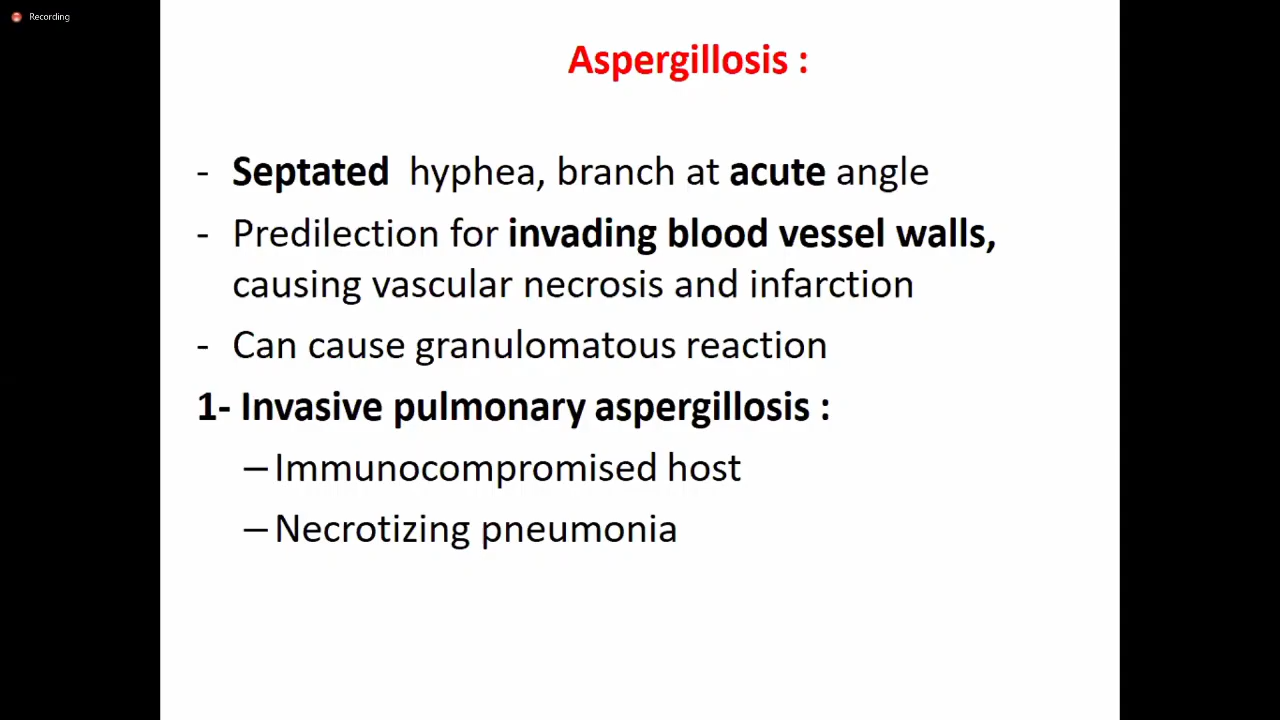 Recording
Aspergillosis :
- Septated hyphea, branch at acute angle
- Predilection for invading blood vessel walls,
causing vascular necrosis and infarction
- Can cause granulomatous reaction
1- Invasive pulmonary aspergillosis :
– Immunocompromised host
– Necrotizing pneumonia